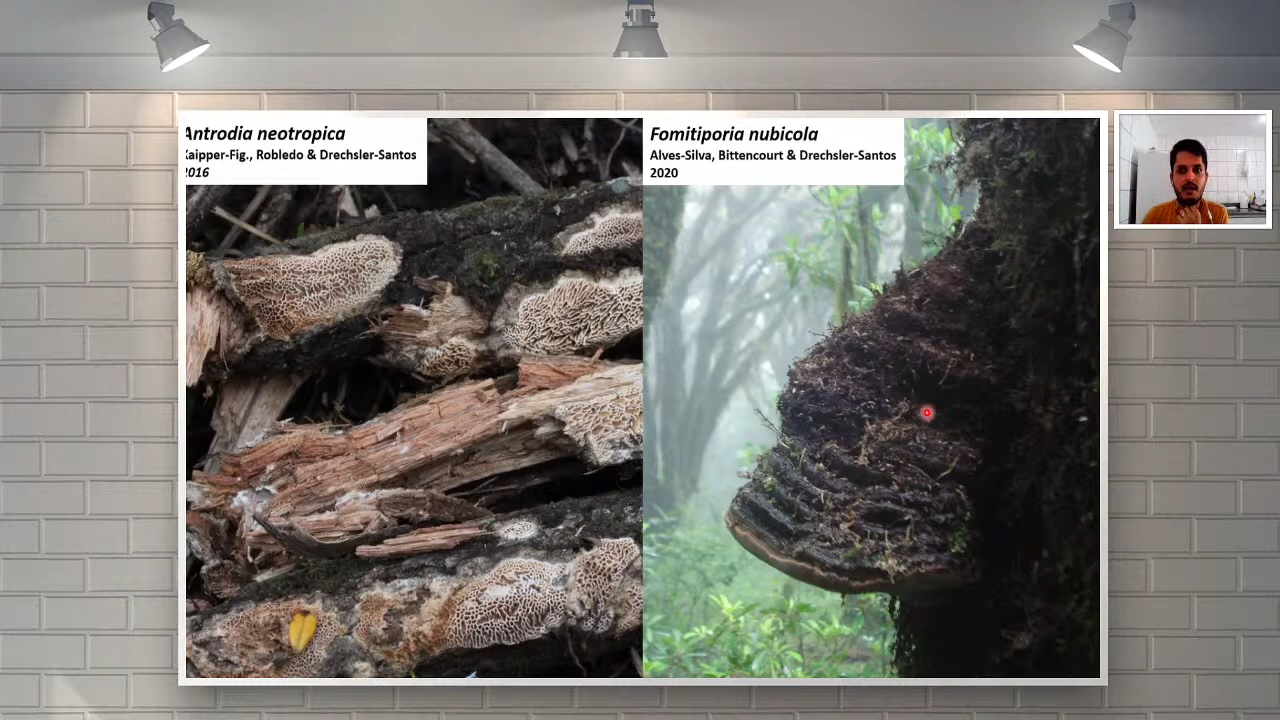 Antrodia neotropica
Kaipper-Fig., Robledo & Drechsler-Santos
2016
Fomitiporia nubicola
Alves-Silva, Bittencourt & Drechsler-Santos
2020